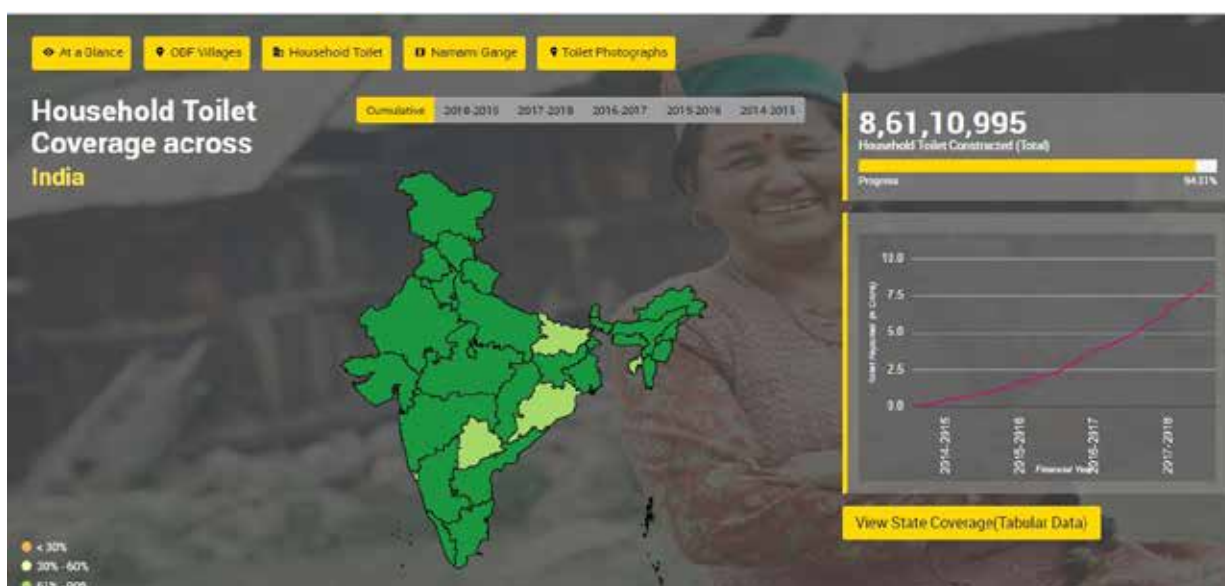 At a Glance
ODF Villages
Household Toilet
Namami Gange
Toilet Photographs
Household Toilet
Coverage across
India
Cumulative 2018-2019 2017-2018 2016-2017 2015-2016 2014-2015
8,61,10,995
Household Toilet Constructed (Total)
Progress
10.0
7.5
5.0
2.5
0.0
2014-2015
2015-2016
2016-2017
2017-2018
Financial Year
View State Coverage(Tabular Data)
< 30%
30% - 60%